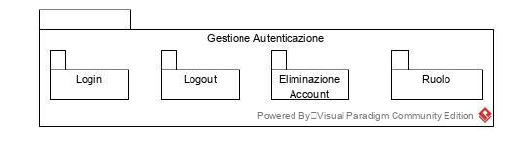 Gestione Autenticazione
Login
Logout
Eliminazione
Account
Ruolo
Powered By Visual Paradigm Community Edition